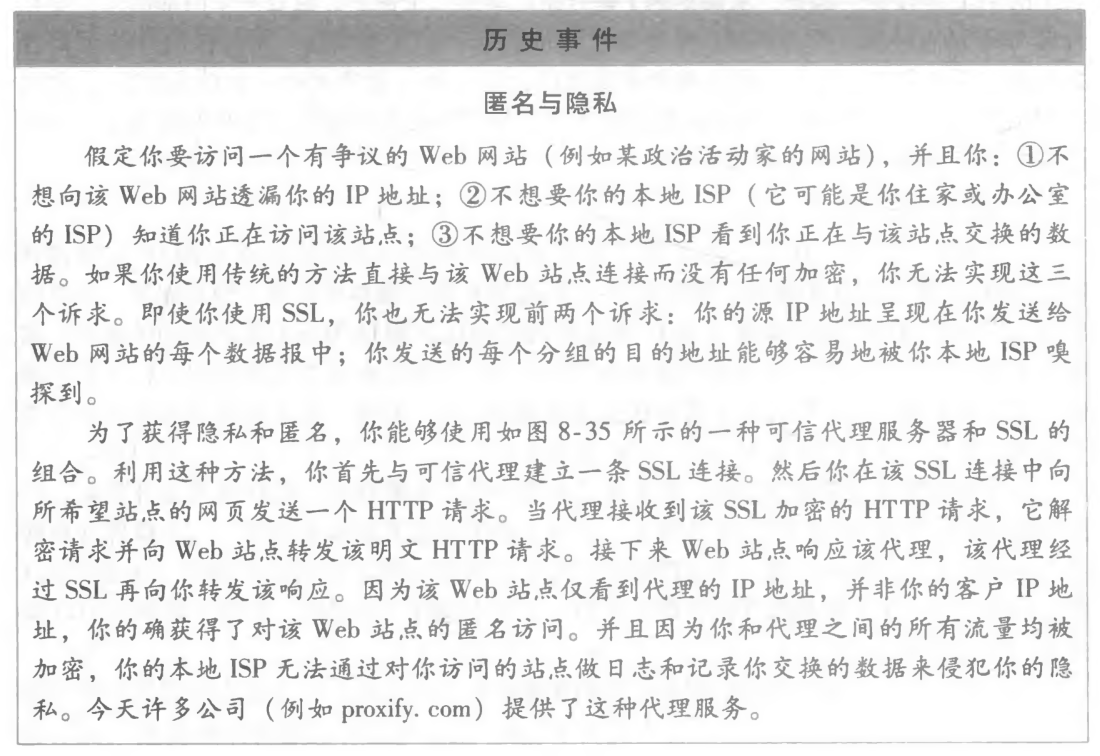 历史事件
匿名与隐私
假定你要访问一个有争议的 Web 网站（例如某政治活动家的网站），并且你：①不
想向该 Web 网站透漏你的 IP 地址；②不想要你的本地 ISP（它可能是你住家或办公室
的 ISP）知道你正在访问该站点；③不想要你的本地 ISP 看到你正在与该站点交换的数
据。如果你使用传统的方法直接与该 Web 站点连接而没有任何加密，你无法实现这三
个诉求。即使你使用 SSL，你也无法实现前两个诉求：你的源 IP 地址呈现在你发送给
Web 网站的每个数据报中；你发送的每个分组的目的地址能够容易地被你本地 ISP 嗅
探到。
为了获得隐私和匿名，你能够使用如图 8-35 所示的一种可信代理服务器和 SSL 的
组合。利用这种方法，你首先与可信代理建立一条 SSL 连接。然后你在该 SSL 连接中向
所希望站点的网页发送一个 HTTP 请求。当代理接收到该 SSL 加密的 HTTP 请求，它解
密请求并向 Web 站点转发该明文 HTTP 请求。接下来 Web 站点响应该代理，该代理经
过 SSL 再向你转发该响应。因为该 Web 站点仅看到代理的 IP 地址，并非你的客户 IP 地
址，你的确获得了对该 Web 站点的匿名访问。并且因为你和代理之间的所有流量均被
加密，你的本地 ISP 无法通过对你访问的站点做日志和记录你交换的数据来侵犯你的隐
私。今天许多公司（例如 proxify. com）提供了这种代理服务。